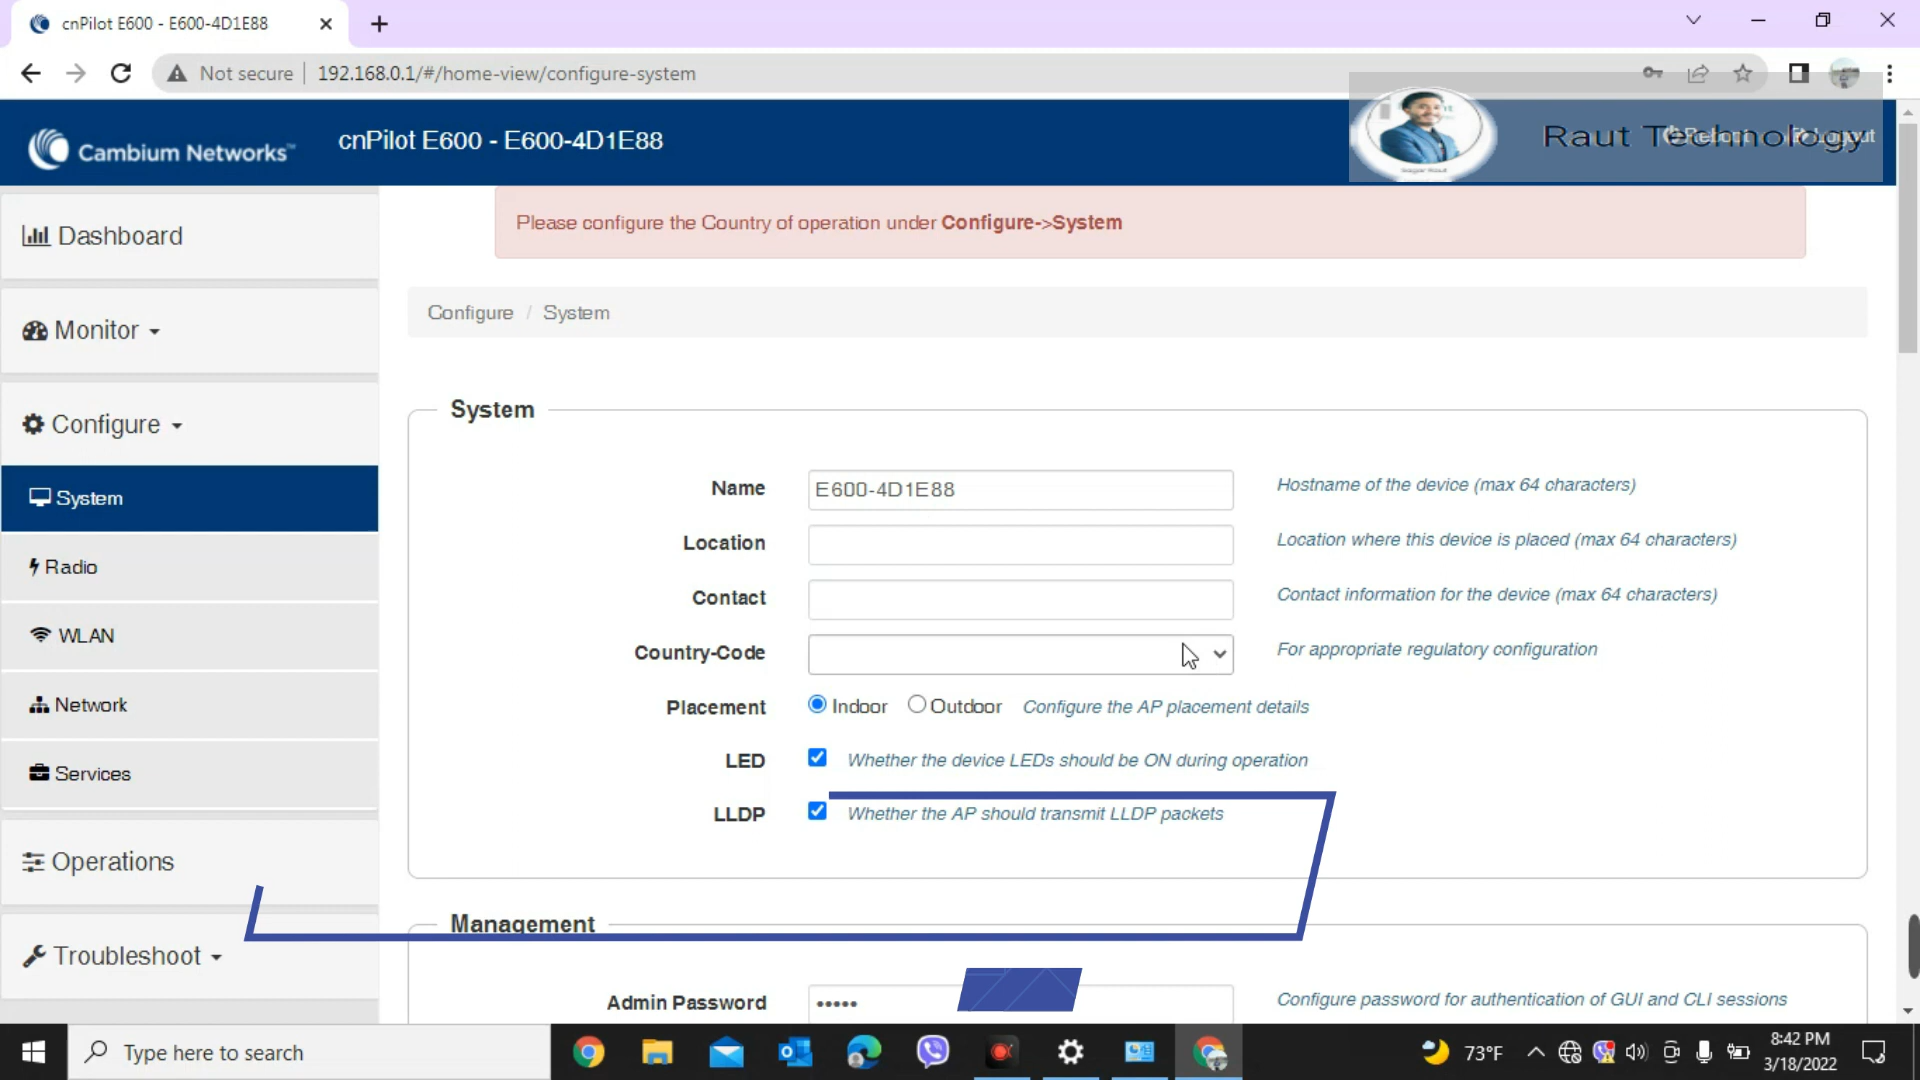 cnPilot E600 - E600-4D1E88
Not secure
192.168.0.1/#/home-view/configure-system
Cambium Networks™
cnPilot E600 - E600-4D1E88
Raut Technology
Reboot
Logout
Please configure the Country of operation under Configure->System
Dashboard
Monitor
Configure
System
Radio
WLAN
Network
Services
Operations
Troubleshoot
Configure / System
System
Name
E600-4D1E88
Hostname of the device (max 64 characters)
Location
Location where this device is placed (max 64 characters)
Contact
Contact information for the device (max 64 characters)
Country-Code
For appropriate regulatory configuration
Placement
Indoor
Outdoor
Configure the AP placement details
LED
Whether the device LEDs should be ON during operation
LLDP
Whether the AP should transmit LLDP packets
Management
Admin Password
•••••
Configure password for authentication of GUI and CLI sessions
Type here to search
73°F
8:42 PM
3/18/2022